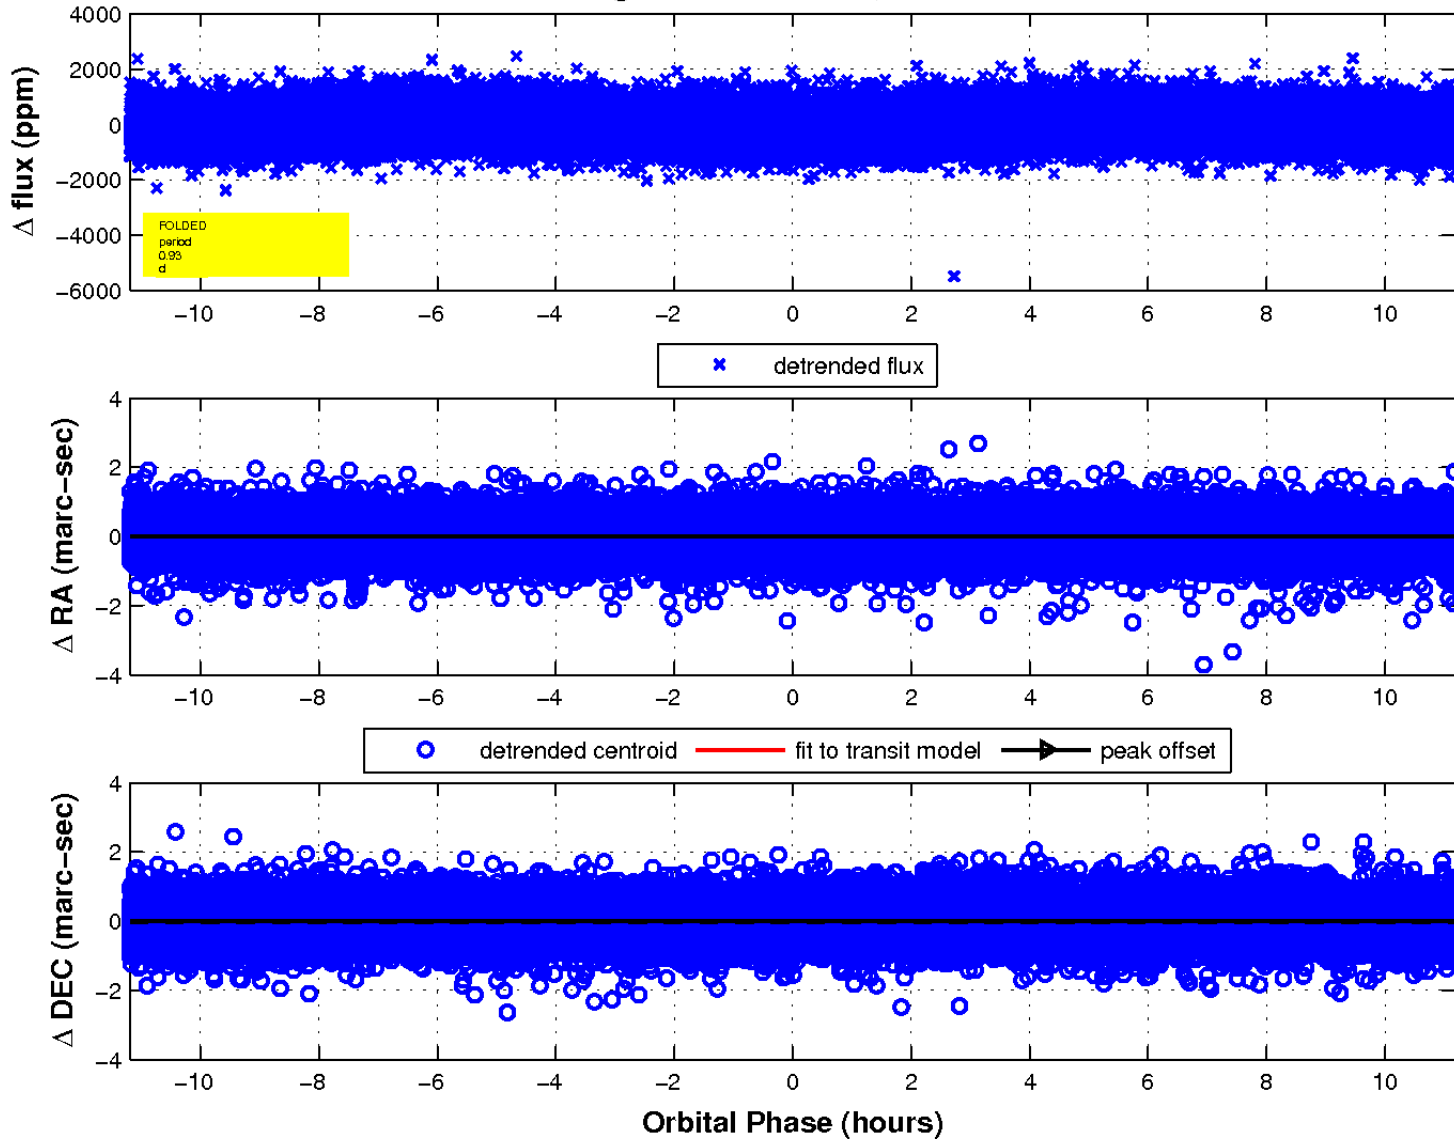 4000
2000
0
−2000
−4000
−6000
Δ flux (ppm)
FOLDED
period
0.93
d
−10 −8 −6 −4 −2 0 2 4 6 8 10
detrended flux
4
2
0
−2
−4
Δ RA (marc−sec)
−10 −8 −6 −4 −2 0 2 4 6 8 10
detrended centroid fit to transit model peak offset
4
2
0
−2
−4
Δ DEC (marc−sec)
−10 −8 −6 −4 −2 0 2 4 6 8 10
Orbital Phase (hours)